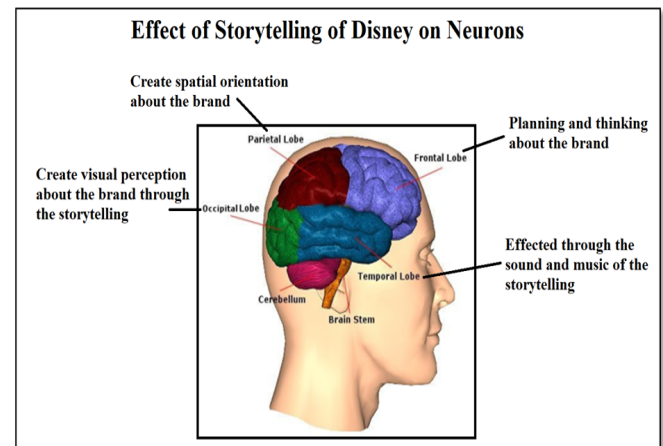 Effect of Storytelling of Disney on Neurons
Create spatial orientation
about the brand
Parietal Lobe
Frontal Lobe
Planning and thinking
about the brand
Create visual perception
about the brand through
the storytelling
Occipital Lobe
Effected through the
sound and music of the
storytelling
Temporal Lobe
Cerebellum
Brain Stem